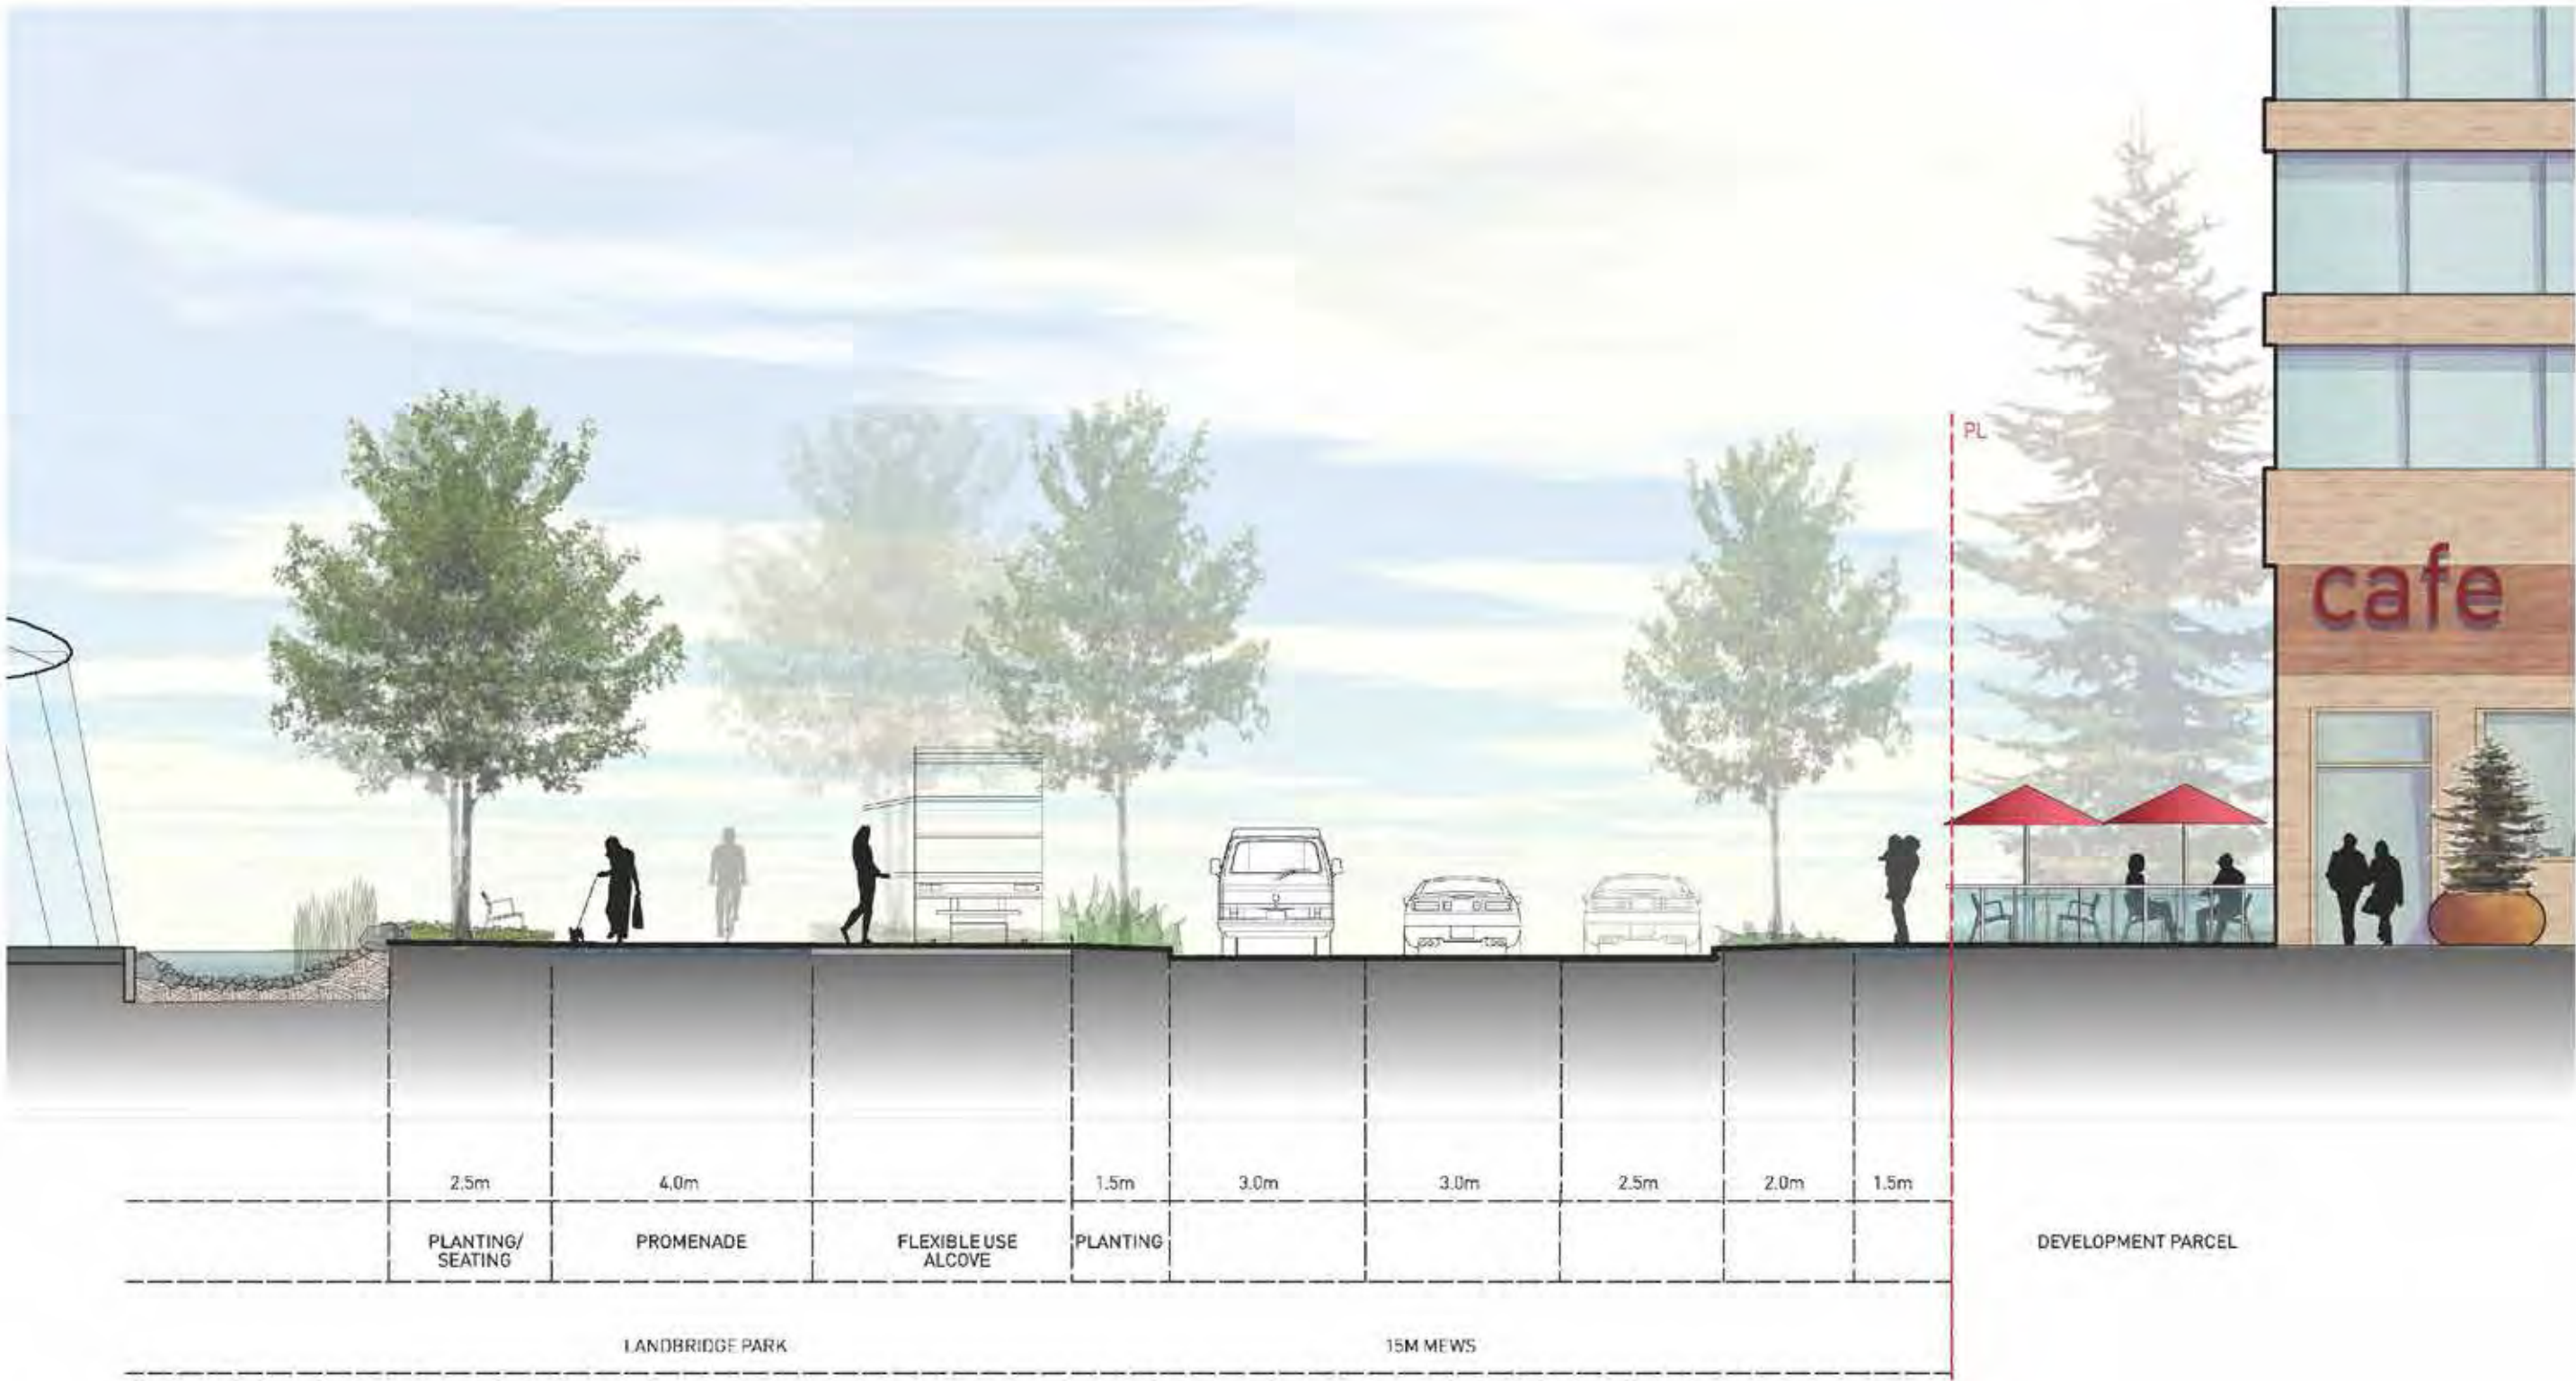 PL
cafe
2.5m 4.0m 1.5m 3.0m 3.0m 2.5m 2.0m 1.5m
PLANTING/
SEATING
PROMENADE
FLEXIBLE USE
ALCOVE
PLANTING
DEVELOPMENT PARCEL
LANDBRIDGE PARK
15M MEWS